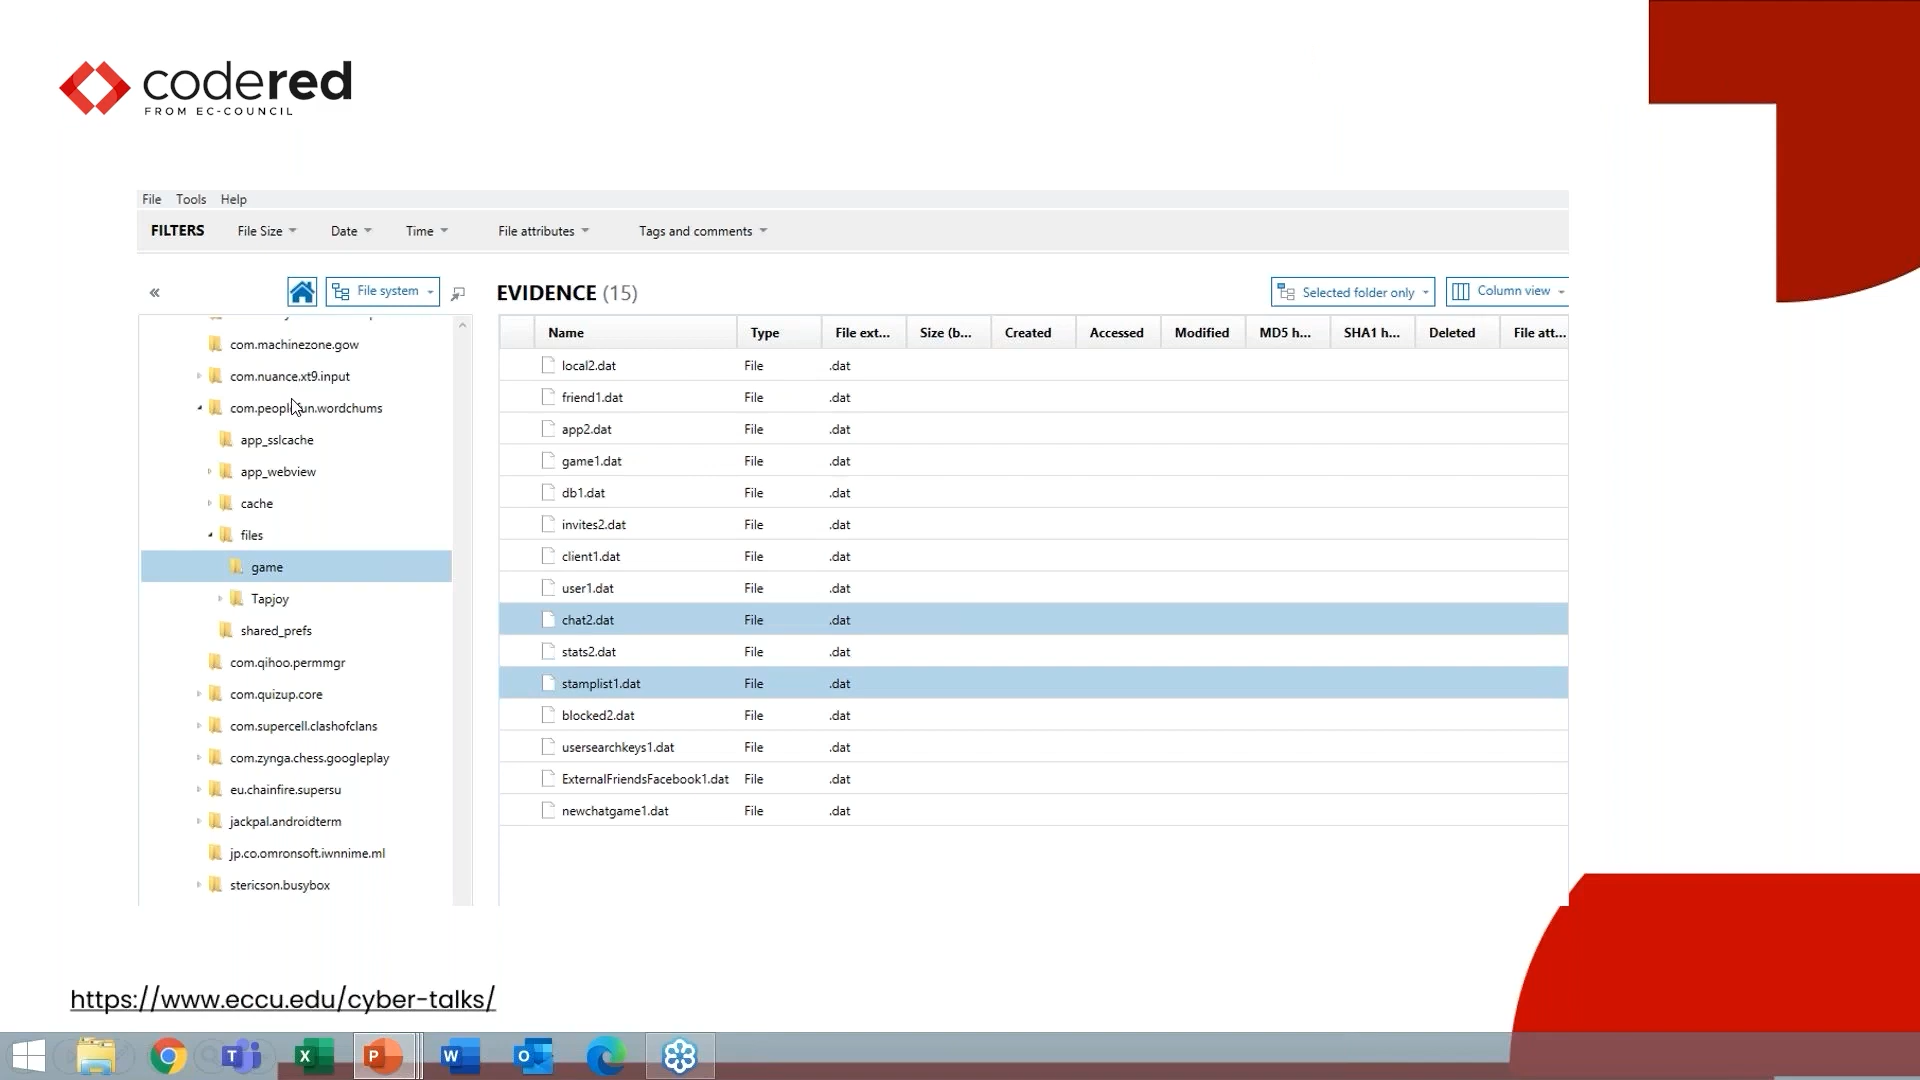 codered
FROM EC-COUNCIL
File Tools Help
FILTERS File Size Date Time File attributes Tags and comments
« File system
EVIDENCE (15) Selected folder only Column view
com.machinezone.gow
com.nuance.xt9.input
com.peoplefun.wordchums
app_sslcache
app_webview
cache
files
game
Tapjoy
shared_prefs
com.qihoo.permmgr
com.quizup.core
com.supercell.clashofclans
com.zynga.chess.googleplay
eu.chainfire.supersu
jackpal.androidterm
jp.co.omronsoft.iwnnime.ml
stericson.busybox
Name Type File ext... Size (b... Created Accessed Modified MD5 h... SHA1 h... Deleted File att...
local2.dat File .dat
friend1.dat File .dat
app2.dat File .dat
game1.dat File .dat
db1.dat File .dat
invites2.dat File .dat
client1.dat File .dat
user1.dat File .dat
chat2.dat File .dat
stats2.dat File .dat
stamplist1.dat File .dat
blocked2.dat File .dat
usersearchkeys1.dat File .dat
ExternalFriendsFacebook1.dat File .dat
newchatgame1.dat File .dat
https://www.eccu.edu/cyber-talks/
T X P W O